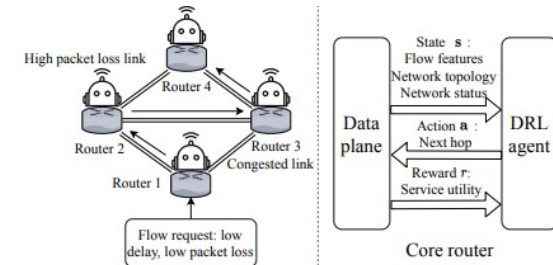 High packet loss link
Router 4
Router 2
Router 3
Congested link
Router 1
Flow request: low
delay, low packet loss
State s :
Flow features
Network topology
Network status
Data
plane
Action a :
Next hop
DRL
agent
Reward r:
Service utility
Core router